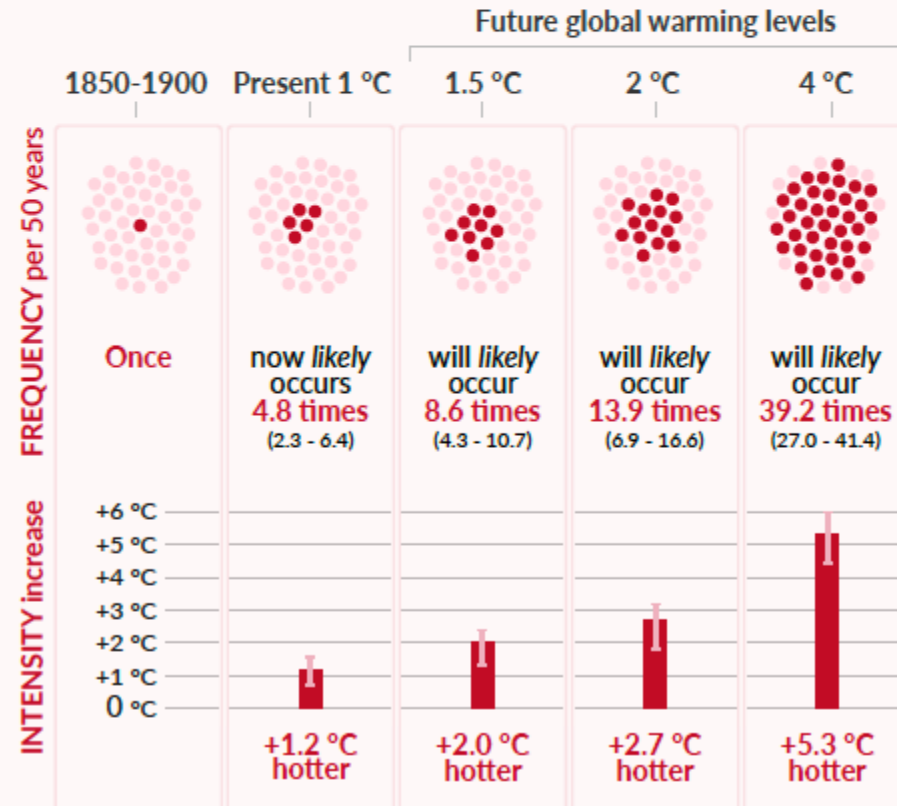 Future global warming levels
1850-1900 Present 1 °C 1.5 °C 2 °C 4 °C
FREQUENCY per 50 years
Once
now likely
occurs
4.8 times
(2.3 - 6.4)
will likely
occur
8.6 times
(4.3 - 10.7)
will likely
occur
13.9 times
(6.9 - 16.6)
will likely
occur
39.2 times
(27.0 - 41.4)
INTENSITY increase
+6 °C
+5 °C
+4 °C
+3 °C
+2 °C
+1 °C
0 °C
+1.2 °C
hotter
+2.0 °C
hotter
+2.7 °C
hotter
+5.3 °C
hotter